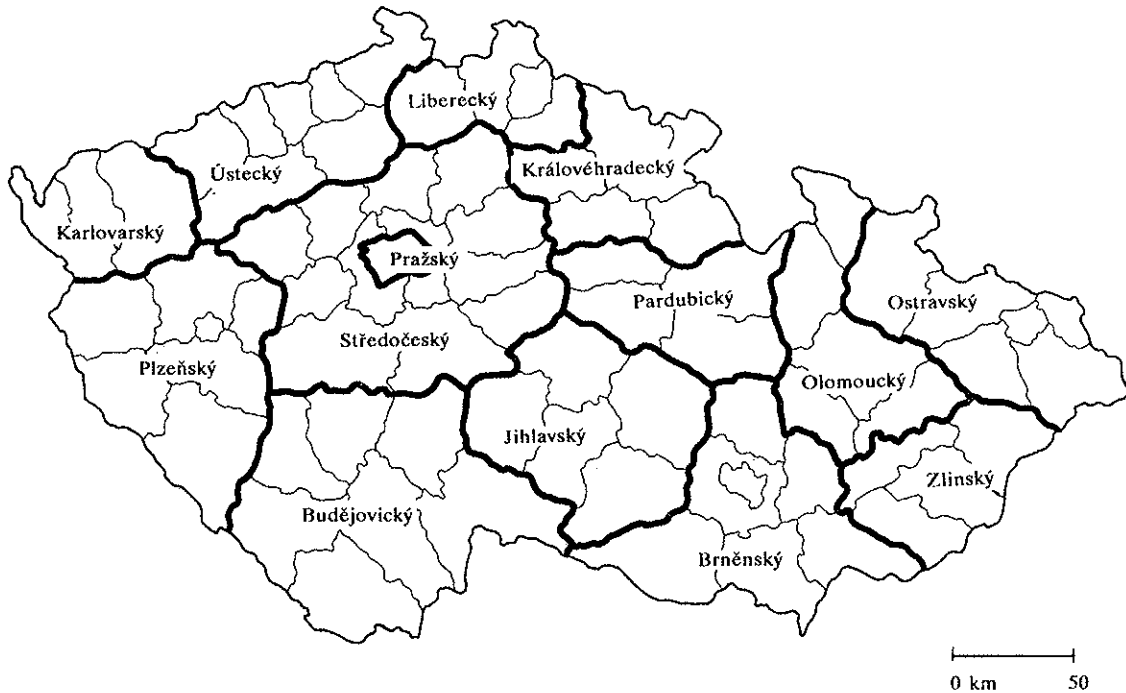 Liberecký
Ústecký
Královéhradecký
Karlovarský
Pražský
Pardubický
Ostravský
Středočeský
Plzeňský
Olomoucký
Jihlavský
Zlinský
Budějovický
Brněnský
0 km 50